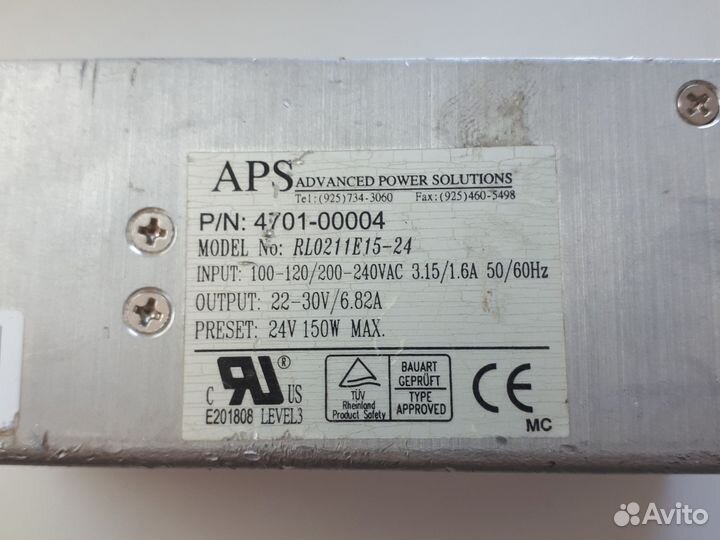 APS ADVANCED POWER SOLUTIONS
Tel:(925)734-3060 Fax:(925)460-5498
P/N: 4701-00004
MODEL No: RL0211E15-24
INPUT: 100-120/200-240VAC 3.15/1.6A 50/60Hz
OUTPUT: 22-30V/6.82A
PRESET: 24V 150W MAX.
C RU ® US
E201808 LEVEL3
TÜV
Rheinland
Product Safety
BAUART
GEPRÜFT
TYPE
APPROVED
CE
MC
Avito